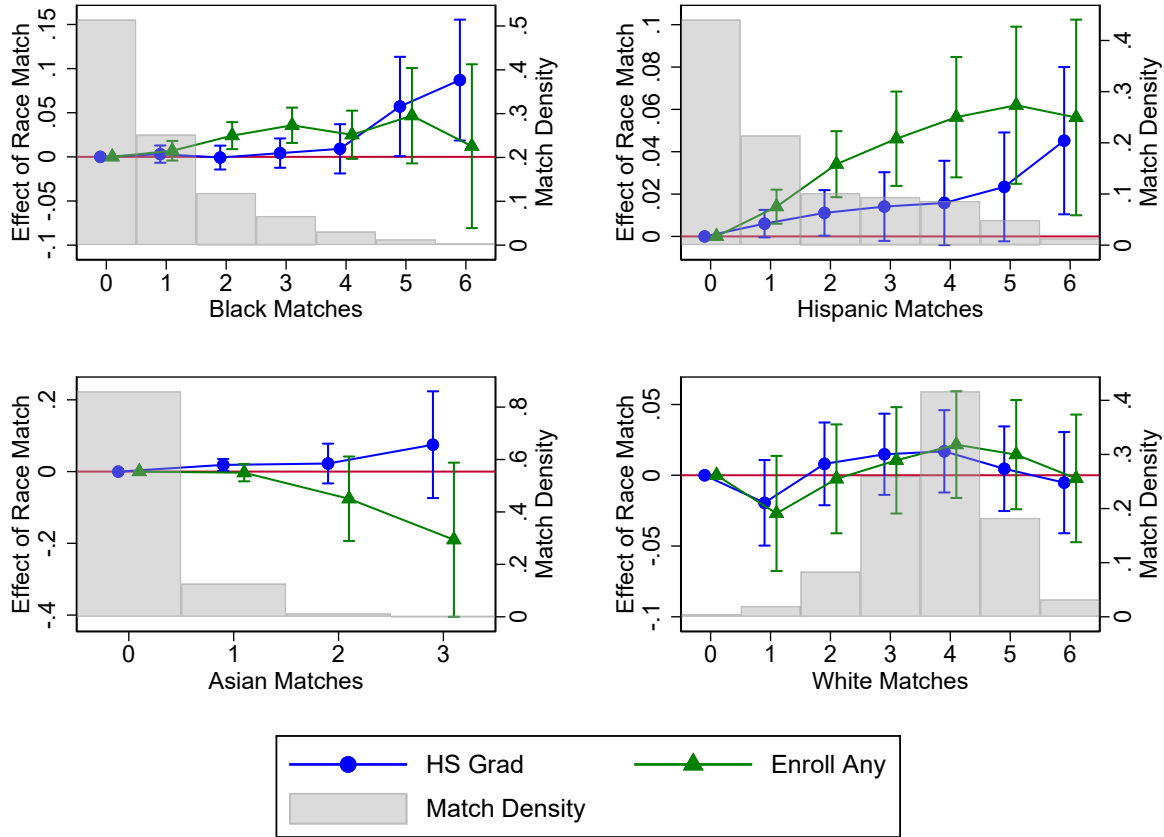 Effect of Race Match
-.1 -.05 0 .05 .1 .15
0 .1 .2 .3 .4 .5
Match Density
0 1 2 3 4 5 6
Black Matches
Effect of Race Match
0 .02 .04 .06 .08 .1
0 .1 .2 .3 .4
Match Density
0 1 2 3 4 5 6
Hispanic Matches
Effect of Race Match
-.4 -.2 0 .2
0 .2 .4 .6 .8
Match Density
0 1 2 3
Asian Matches
Effect of Race Match
-.1 -.05 0 .05
0 .1 .2 .3 .4
Match Density
0 1 2 3 4 5 6
White Matches
HS Grad Enroll Any
Match Density